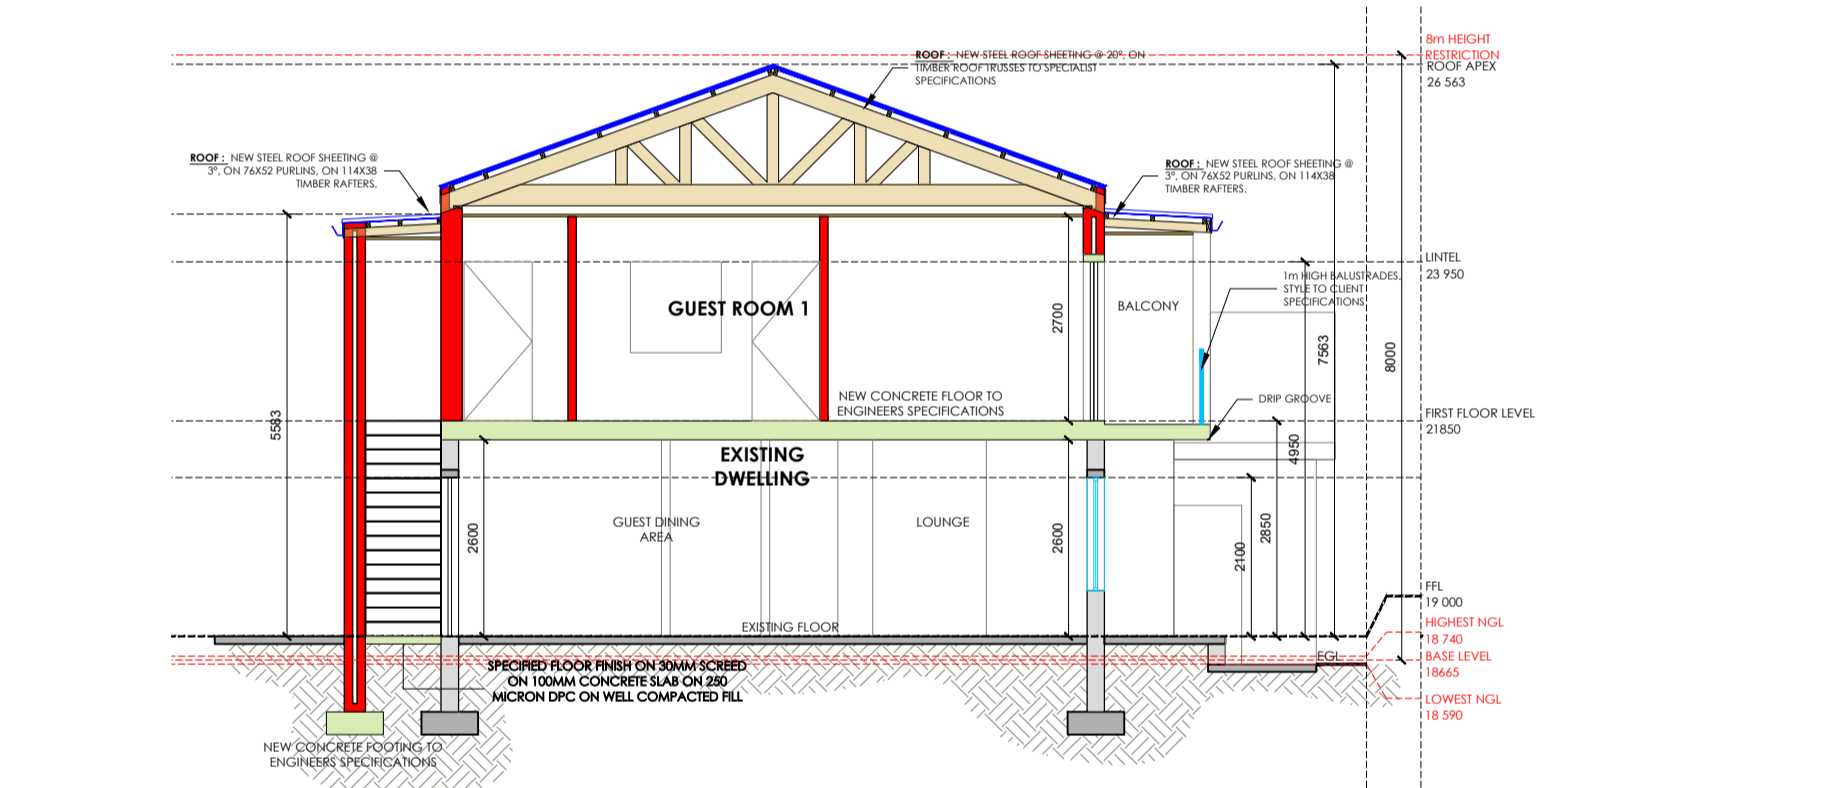 8m HEIGHT
RESTRICTION
ROOF APEX
26 563
ROOF : NEW STEEL ROOF SHEETING @ 20°, ON
TIMBER ROOF TRUSSES TO SPECIALIST
SPECIFICATIONS
ROOF : NEW STEEL ROOF SHEETING @
3°, ON 76X52 PURLINS, ON 114X38
TIMBER RAFTERS.
ROOF : NEW STEEL ROOF SHEETING @
3°, ON 76X52 PURLINS, ON 114X38
TIMBER RAFTERS.
LINTEL
23 950
1m HIGH BALUSTRADES.
STYLE TO CLIENT
SPECIFICATIONS
GUEST ROOM 1
BALCONY
2700
7563
8000
NEW CONCRETE FLOOR TO
ENGINEERS SPECIFICATIONS
DRIP GROOVE
FIRST FLOOR LEVEL
21850
5583
4950
EXISTING
DWELLING
GUEST DINING
AREA
LOUNGE
2600
2600
2100
2850
FFL
19 000
EXISTING FLOOR
HIGHEST NGL
18 740
EGL
BASE LEVEL
18665
SPECIFIED FLOOR FINISH ON 30MM SCREED
ON 100MM CONCRETE SLAB ON 250
MICRON DPC ON WELL COMPACTED FILL
LOWEST NGL
18 590
NEW CONCRETE FOOTING TO
ENGINEERS SPECIFICATIONS